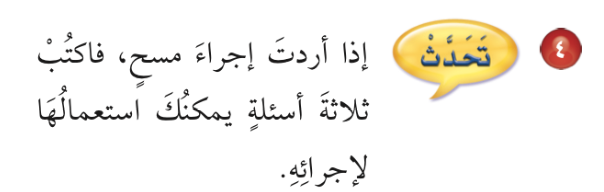 ٤ تَحَدَّثْ إذا أردتَ إجراءَ مسحٍ، فاكتُبْ
ثلاثةَ أسئلةٍ يمكنُكَ استعمالُهَا
لإجرائِهِ.